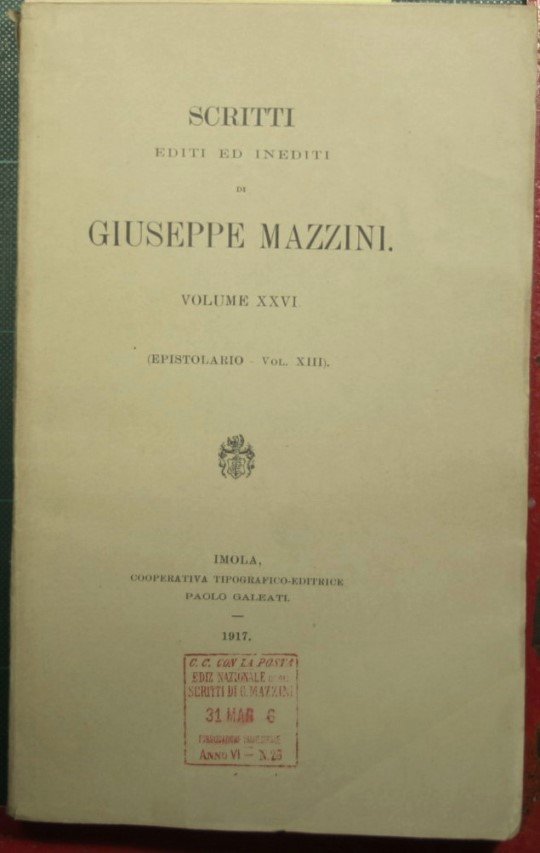 SCRITTI
EDITI ED INEDITI
DI
GIUSEPPE MAZZINI.
VOLUME XXVI
(EPISTOLARIO - VOL. XIII).
IMOLA,
COOPERATIVA TIPOGRAFICO-EDITRICE
PAOLO GALEATI.
—
1917.
C. C. CON LA POSTA
EDIZ NAZIONALE
SCRITTI DI G. MAZZINI
31 MAR 6
ANNO VI — N. 26